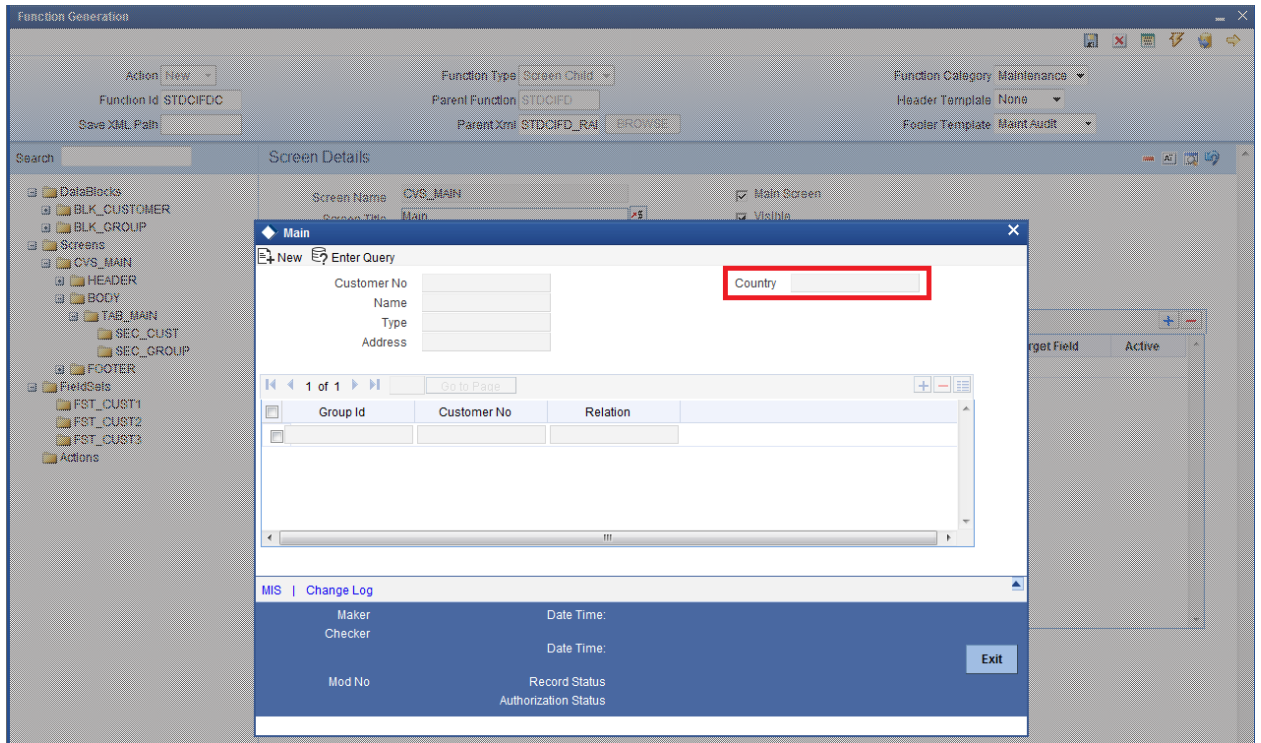 Function Generation
Action New Function Type Screen Child Function Category Maintenance
Function Id STDCIFDC Parent Function STDCIFD Header Template None
Save XML Path Parent Xml STDCIFD_RAI BROWSE Footer Template Maint Audit
Search Screen Details
DataBlocks
BLK_CUSTOMER
BLK_GROUP
Screens
CVS_MAIN
HEADER
BODY
TAB_MAIN
SEC_CUST
SEC_GROUP
FOOTER
FieldSets
FST_CUST1
FST_CUST2
FST_CUST3
Actions
Screen Name CVS_MAIN Main Screen
Screen Title Main Visible
rget Field Active
Main
New Enter Query
Customer No Country
Name
Type
Address
1 of 1 Go to Page
Group Id Customer No Relation
MIS | Change Log
Maker Date Time:
Checker
Date Time:
Exit
Mod No Record Status
Authorization Status